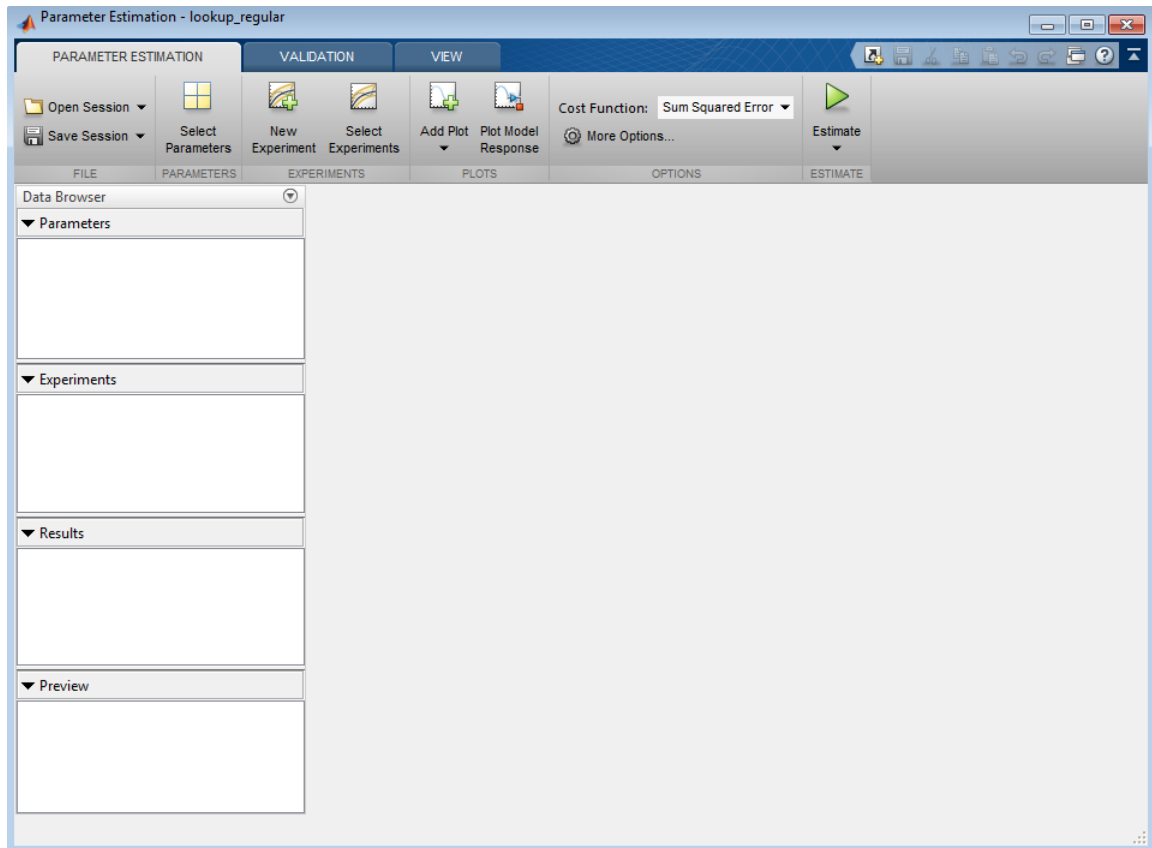 Parameter Estimation - lookup_regular
PARAMETER ESTIMATION VALIDATION VIEW
Open Session
Save Session
Select Parameters
New Experiment
Select Experiments
Add Plot
Plot Model Response
Cost Function: Sum Squared Error
More Options...
Estimate
FILE PARAMETERS EXPERIMENTS PLOTS OPTIONS ESTIMATE
Data Browser
Parameters
Experiments
Results
Preview